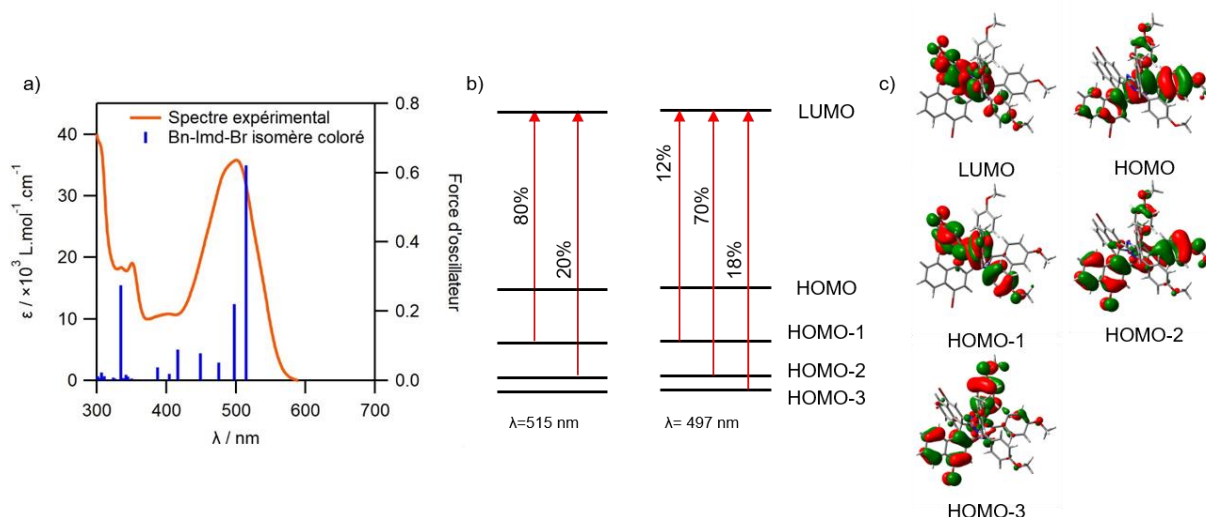 a)
Spectre expérimental
Bn-Imd-Br isomère coloré
ε / ×10³ L.mol⁻¹.cm⁻¹
40
30
20
10
0
300
400
500
600
700
λ / nm
0.8
0.6
0.4
0.2
0.0
Force d'oscillateur
b)
80%
20%
12%
70%
18%
LUMO
HOMO
HOMO-1
HOMO-2
HOMO-3
λ=515 nm
λ= 497 nm
c)
LUMO
HOMO
HOMO-1
HOMO-2
HOMO-3